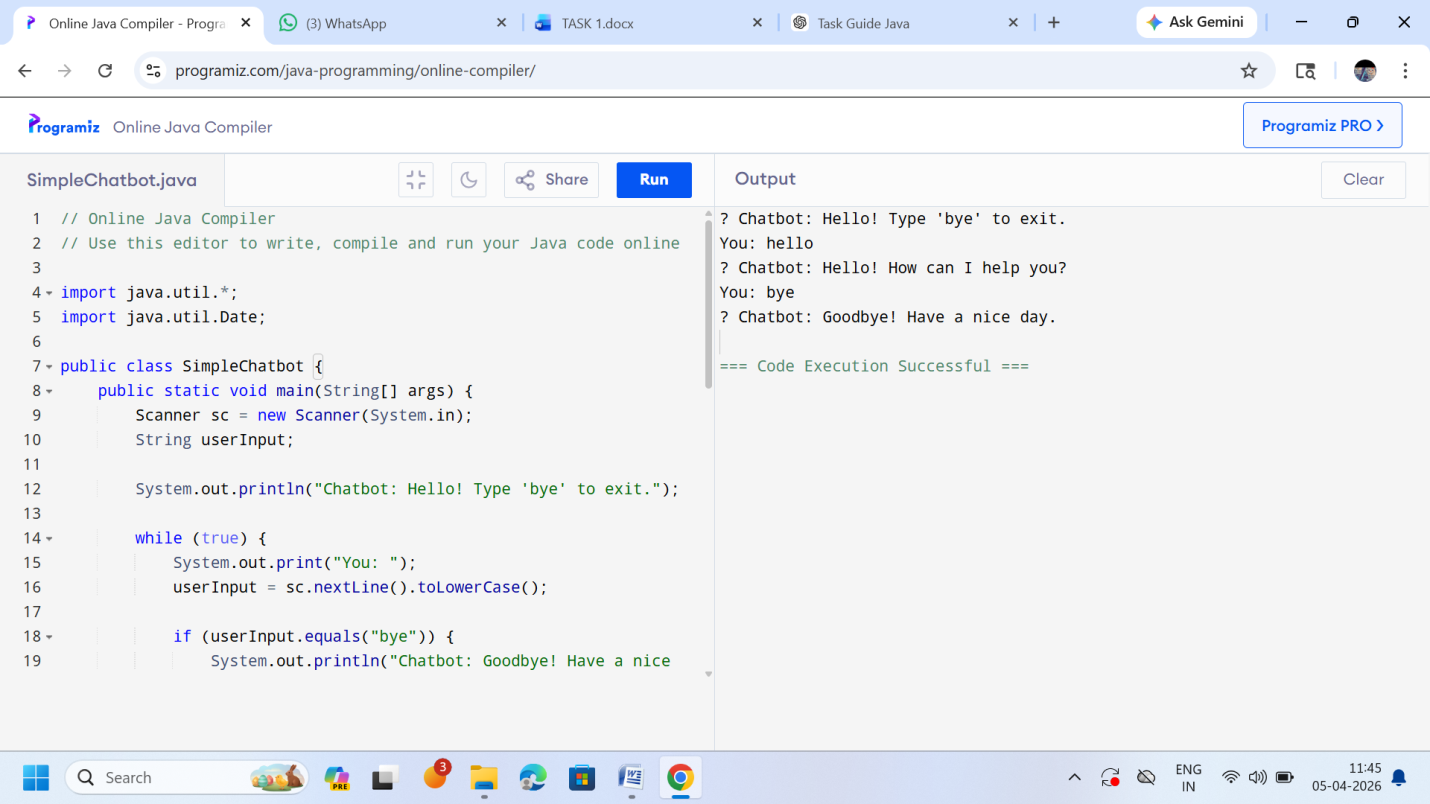 Online Java Compiler - Progra
(3) WhatsApp
TASK 1.docx
Task Guide Java
Ask Gemini
programiz.com/java-programming/online-compiler/
Programiz Online Java Compiler
Programiz PRO
SimpleChatbot.java
Share
Run
Output
Clear
1 // Online Java Compiler
2 // Use this editor to write, compile and run your Java code online
3
4 import java.util.*;
5 import java.util.Date;
6
7 public class SimpleChatbot {
8 public static void main(String[] args) {
9 Scanner sc = new Scanner(System.in);
10 String userInput;
11
12 System.out.println("Chatbot: Hello! Type 'bye' to exit.");
13
14 while (true) {
15 System.out.print("You: ");
16 userInput = sc.nextLine().toLowerCase();
17
18 if (userInput.equals("bye")) {
19 System.out.println("Chatbot: Goodbye! Have a nice
? Chatbot: Hello! Type 'bye' to exit.
You: hello
? Chatbot: Hello! How can I help you?
You: bye
? Chatbot: Goodbye! Have a nice day.
=== Code Execution Successful ===
Search
PRE
3
ENG
IN
11:45
05-04-2026